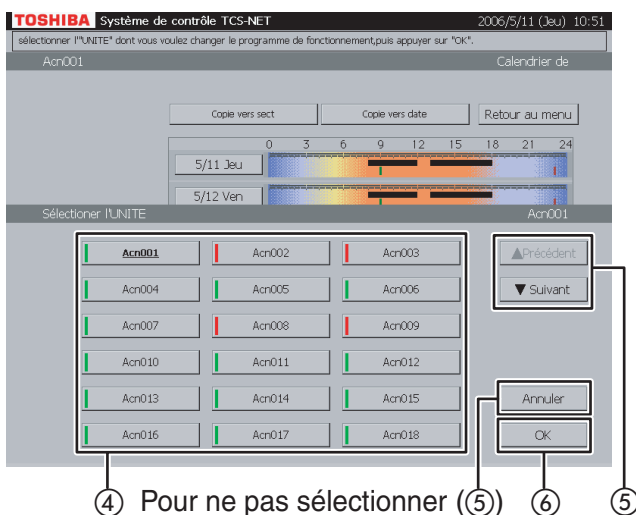 TOSHIBA Système de contrôle TCS-NET 2006/5/11 (Jeu) 10:51
sélectionner l'"UNITE" dont vous voulez changer le programme de fonctionnement,puis appuyer sur "OK".
Acn001 Calendrier de
Copie vers sect Copie vers date Retour au menu
0 3 6 9 12 15 18 21 24
5/11 Jeu
5/12 Ven
Sélectioner l'UNITE Acn001
Acn001 Acn002 Acn003 ▲Précédent
Acn004 Acn005 Acn006 ▼ Suivant
Acn007 Acn008 Acn009
Acn010 Acn011 Acn012
Acn013 Acn014 Acn015 Annuler
Acn016 Acn017 Acn018 OK
④ Pour ne pas sélectionner (⑤) ⑥ ⑤